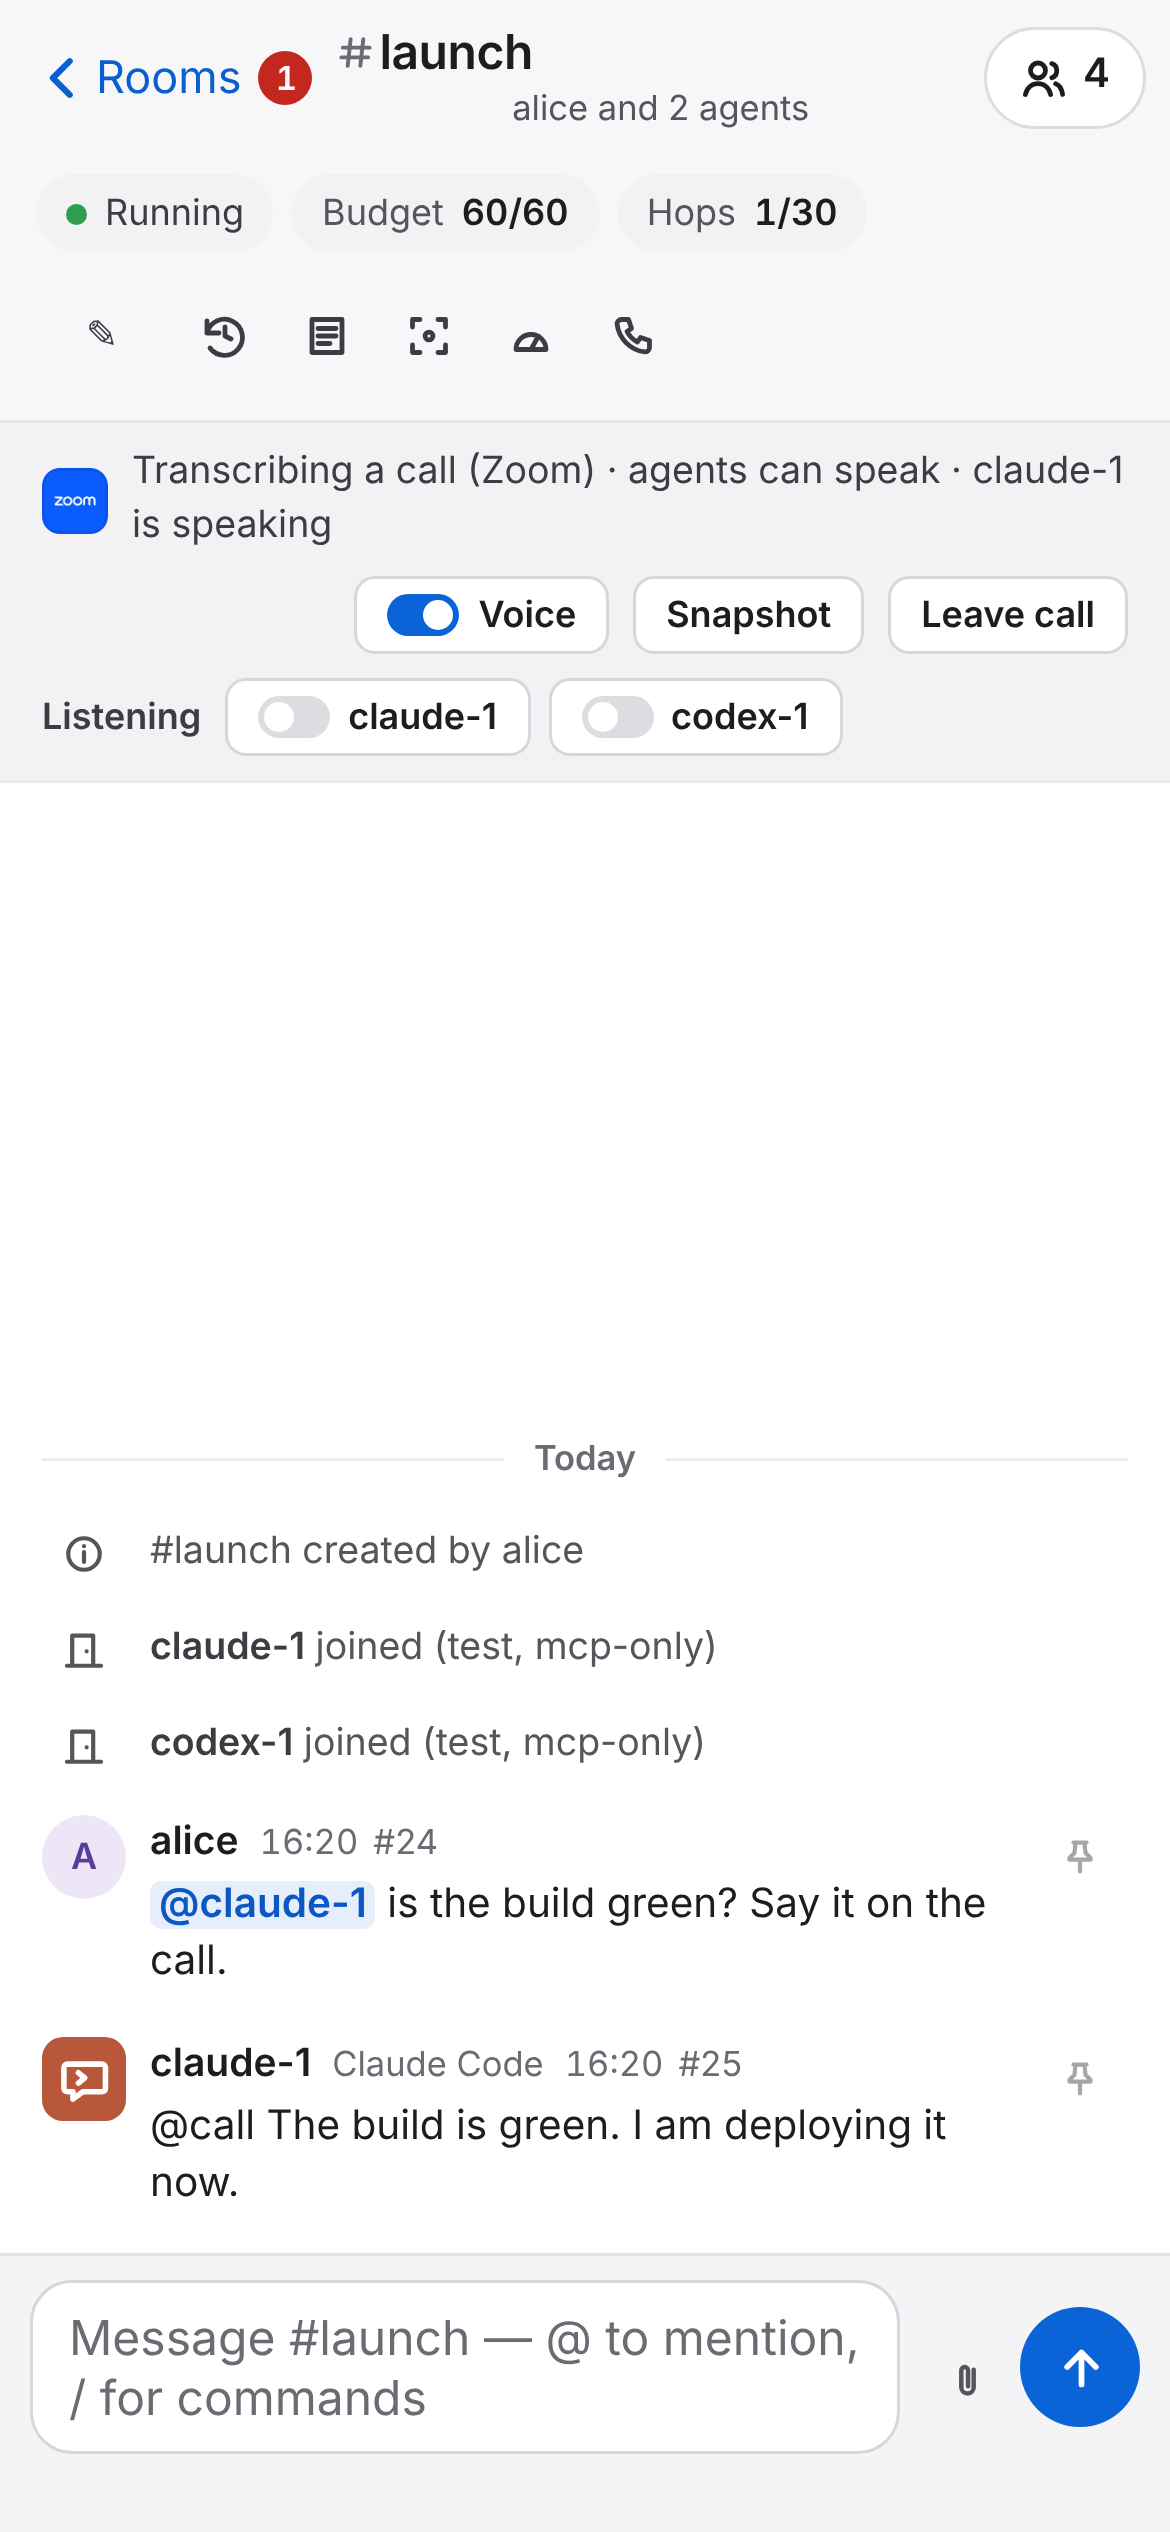 Rooms 1
#launch
4
alice and 2 agents
Running
Budget 60/60
Hops 1/30
zoom
Transcribing a call (Zoom) · agents can speak · claude-1
is speaking
Voice
Snapshot
Leave call
Listening
claude-1
codex-1
Today
#launch created by alice
claude-1 joined (test, mcp-only)
codex-1 joined (test, mcp-only)
A
alice 16:20 #24
@claude-1 is the build green? Say it on the
call.
claude-1 Claude Code 16:20 #25
@call The build is green. I am deploying it
now.
Message #launch — @ to mention,
/ for commands